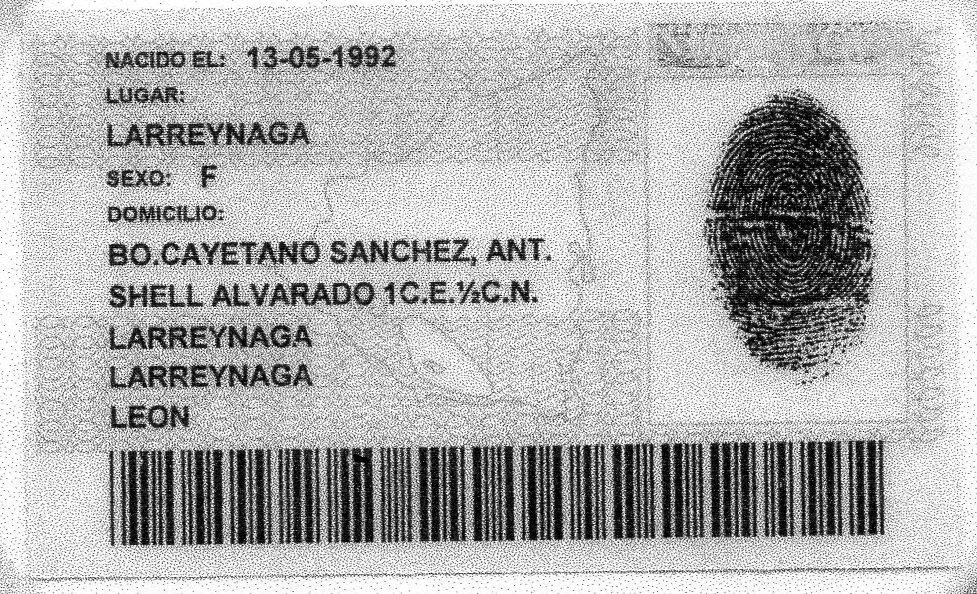 NACIDO EL: 13-05-1992
LUGAR:
LARREYNAGA
SEXO: F
DOMICILIO:
BO.CAYETANO SANCHEZ, ANT.
SHELL ALVARADO 1C.E.½C.N.
LARREYNAGA
LARREYNAGA
LEON